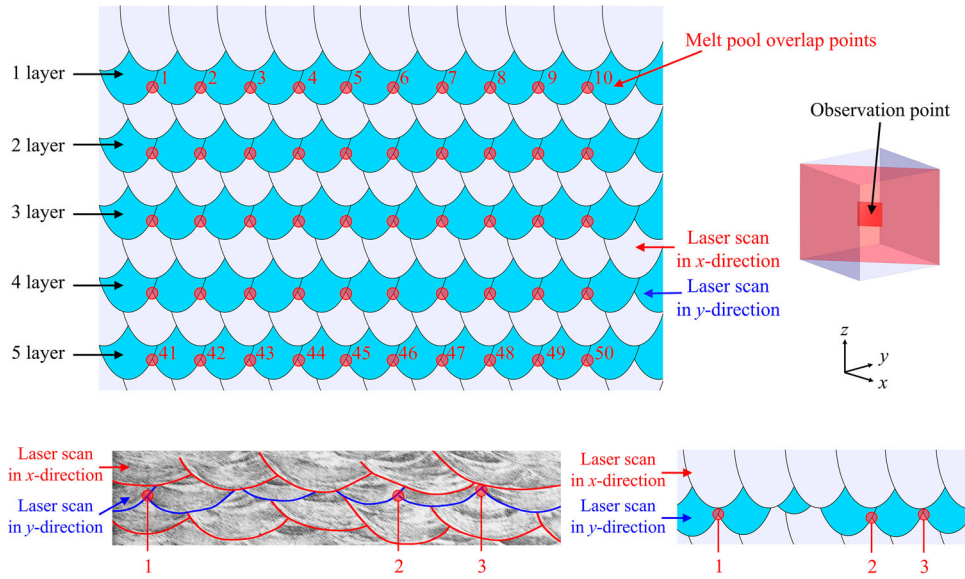 Melt pool overlap points
1 layer
1 2 3 4 5 6 7 8 9 10
Observation point
2 layer
3 layer
Laser scan
in x-direction
4 layer
Laser scan
in y-direction
5 layer
41 42 43 44 45 46 47 48 49 50
z
y
x
Laser scan
in x-direction
Laser scan
in y-direction
1 2 3
Laser scan
in x-direction
Laser scan
in y-direction
1 2 3